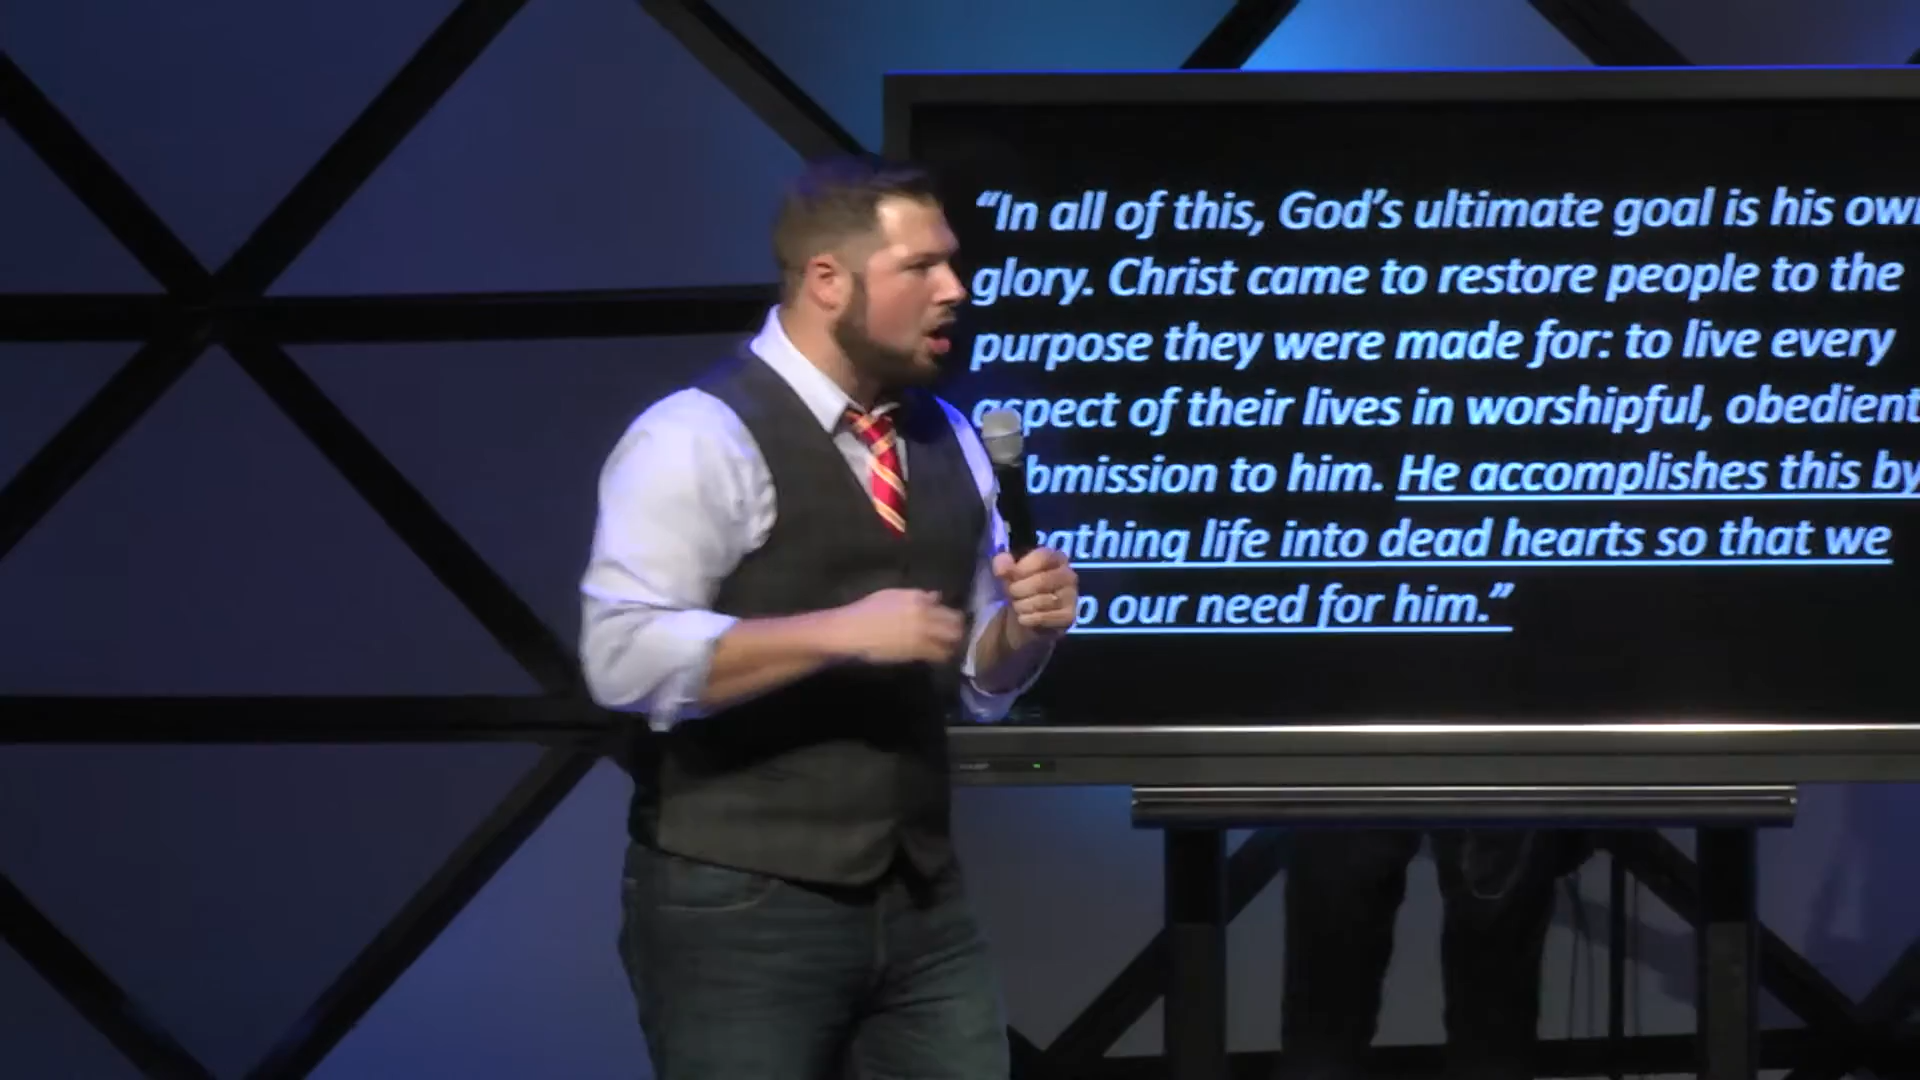 “In all of this, God’s ultimate goal is his own
glory. Christ came to restore people to the
purpose they were made for: to live every
aspect of their lives in worshipful, obedient
bmission to him. He accomplishes this by
eathing life into dead hearts so that we
our need for him.”